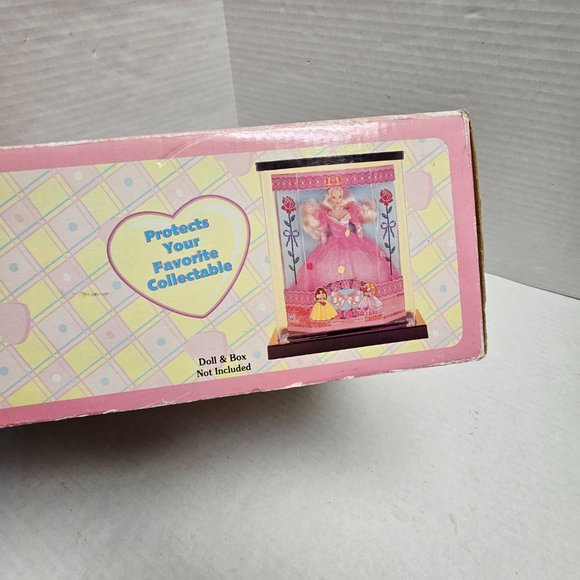 Protects
Your
Favorite
Collectable
Doll & Box
Not Included